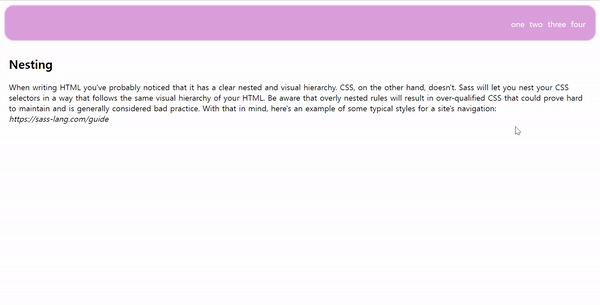 one two three four
Nesting
When writing HTML you've probably noticed that it has a clear nested and visual hierarchy. CSS, on the other hand, doesn't. Sass will let you nest your CSS
selectors in a way that follows the same visual hierarchy of your HTML. Be aware that overly nested rules will result in over-qualified CSS that could prove hard
to maintain and is generally considered bad practice. With that in mind, here's an example of some typical styles for a site's navigation:
https://sass-lang.com/guide